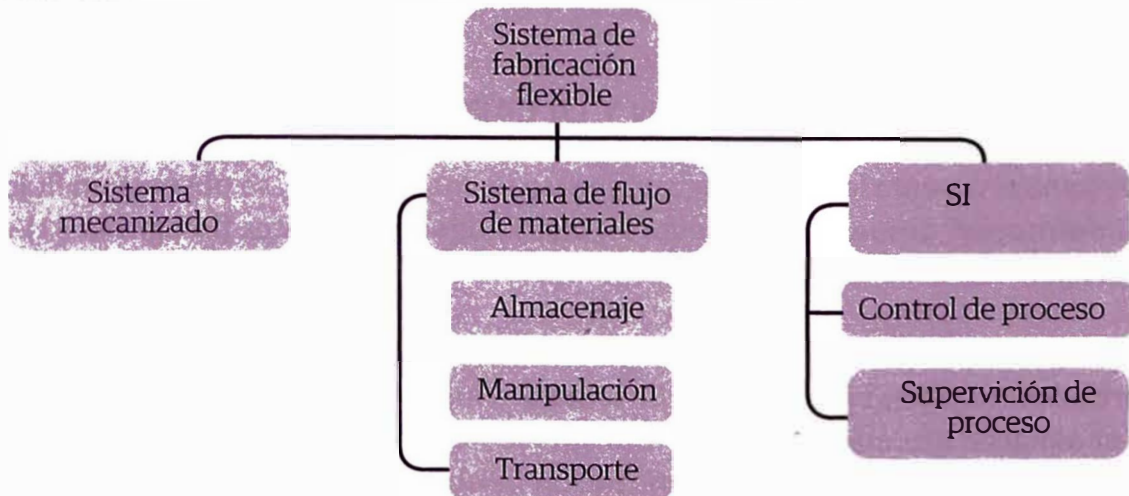 Sistema de
fabricación
flexible
Sistema
mecanizado
Sistema de flujo
de materiales
Almacenaje
Manipulación
Transporte
SI
Control de proceso
Supervición de
proceso